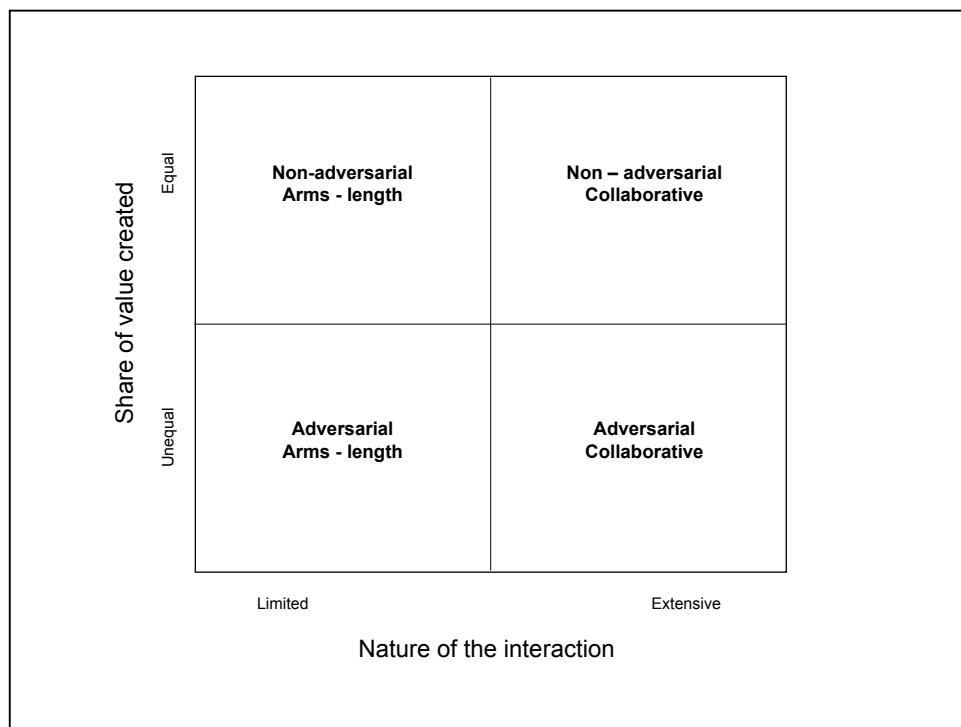 Share of value created
Equal
Unequal
Non-adversarial
Arms - length
Non – adversarial
Collaborative
Adversarial
Arms - length
Adversarial
Collaborative
Limited
Extensive
Nature of the interaction